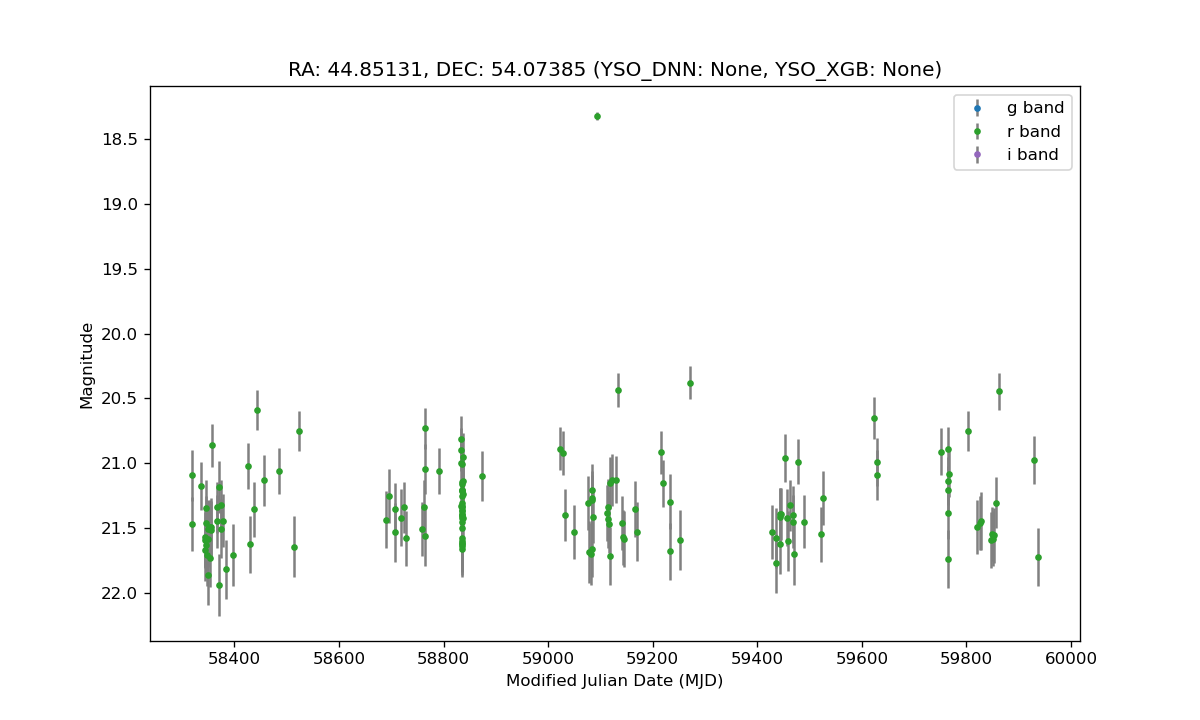 RA: 44.85131, DEC: 54.07385 (YSO_DNN: None, YSO_XGB: None)
g band
r band
i band
18.5
19.0
19.5
20.0
20.5
21.0
21.5
22.0
Magnitude
58400 58600 58800 59000 59200 59400 59600 59800 60000
Modified Julian Date (MJD)